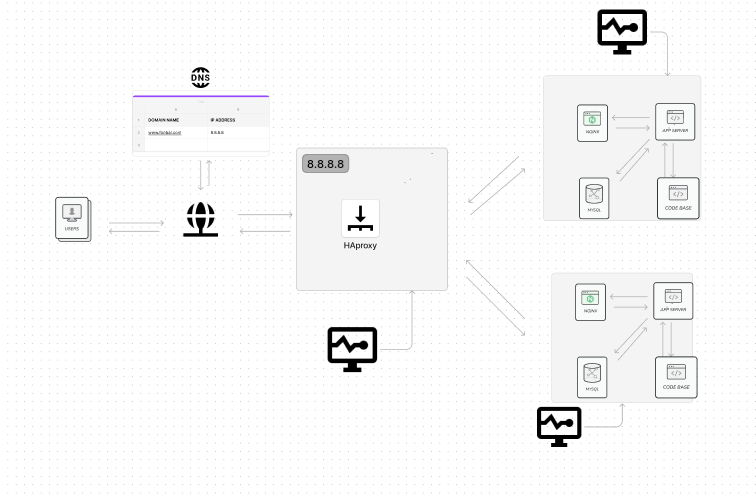 DNS
DOMAIN NAME IP ADDRESS
1 www.foobar.com 8.8.8.8
USERS
8.8.8.8
HAproxy
NGINX
APP SERVER
MYSQL
CODE BASE
NGINX
APP SERVER
MYSQL
CODE BASE